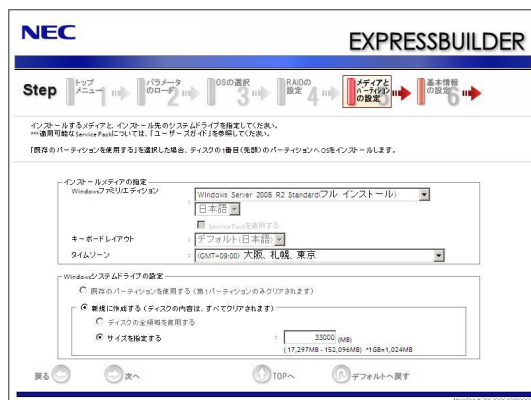 NEC
EXPRESSBUILDER
Step
トップ
メニュー 1
パラメータ
のロード 2
OSの選択
3
RAIDの
設定 4
メディアと
パーティション
の設定 5
基本情報
の設定 6
インストールするメディアと、インストール先のシステムドライブを設定してください。
適用可能なService Packについては、「ユーザーズガイド」を参照してください。
「既存のパーティションを使用する」を選択した場合、ディスクの1番目(先頭)のパーティションへOSをインストールします。
インストールメディアの指定
Windowsファミリ/エディション : Windows Server 2008 R2 Standard(フル インストール)
日本語
Service Packを適用する
キーボードレイアウト : デフォルト(日本語)
タイムゾーン : (GMT+09:00) 大阪、札幌、東京
Windowsシステムドライブの設定
既存のパーティションを使用する (第1パーティションのみクリアされます)
新規に作成する (ディスクの内容は、すべてクリアされます)
ディスクの全領域を使用する
サイズを指定する : 33000 (MB)
(17,297MB - 152,096MB) *1GB=1,024MB
戻る
次へ
TOPへ
デフォルトへ戻す